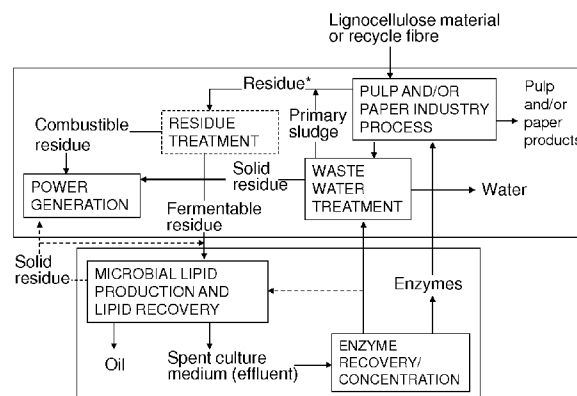 Lignocellulose material
or recycle fibre
Residue*
PULP AND/OR
PAPER INDUSTRY
PROCESS
Pulp
and/or
paper
products
Primary
sludge
RESIDUE
TREATMENT
Combustible
residue
Solid
residue
WASTE
WATER
TREATMENT
Water
POWER
GENERATION
Fermentable
residue
Solid
residue
MICROBIAL LIPID
PRODUCTION AND
LIPID RECOVERY
Enzymes
Oil
Spent culture
medium (effluent)
ENZYME
RECOVERY/
CONCENTRATION